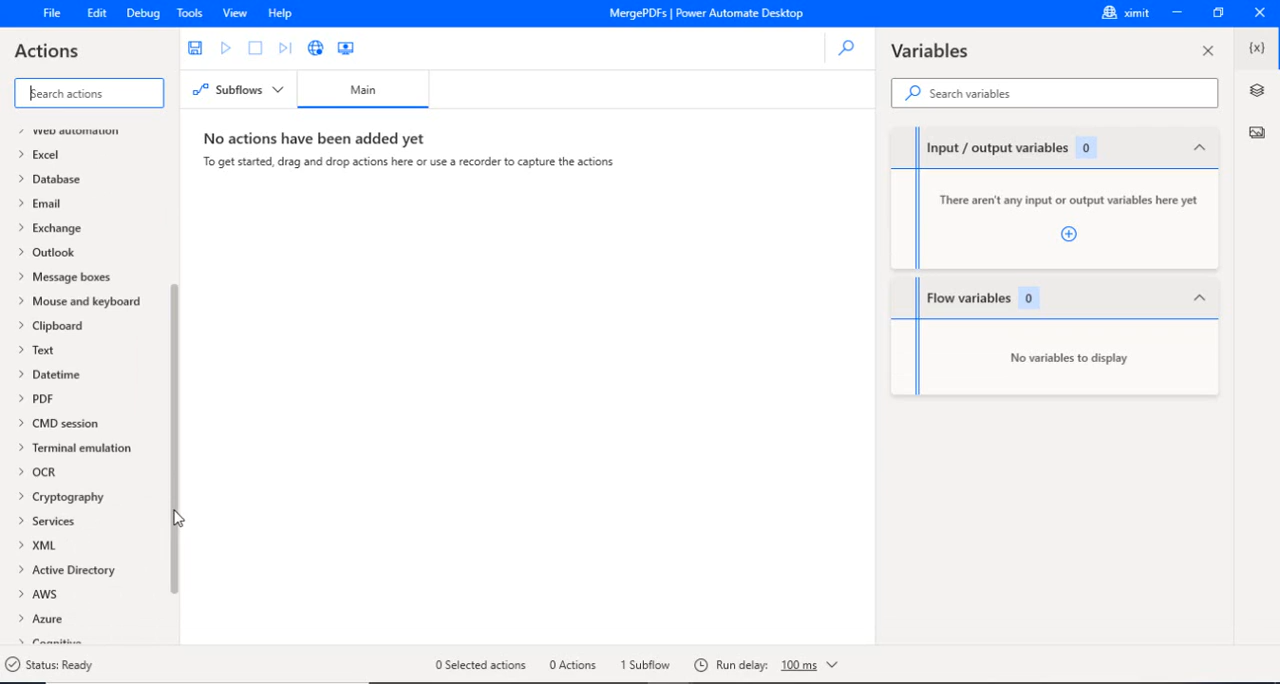 File Edit Debug Tools View Help MergePDFs | Power Automate Desktop ximit
Actions
Search actions
Web automation
Excel
Database
Email
Exchange
Outlook
Message boxes
Mouse and keyboard
Clipboard
Text
Datetime
PDF
CMD session
Terminal emulation
OCR
Cryptography
Services
XML
Active Directory
AWS
Azure
Cognitive
Subflows Main
No actions have been added yet
To get started, drag and drop actions here or use a recorder to capture the actions
Variables
{x}
Search variables
Input / output variables 0
There aren't any input or output variables here yet
Flow variables 0
No variables to display
Status: Ready 0 Selected actions 0 Actions 1 Subflow Run delay: 100 ms